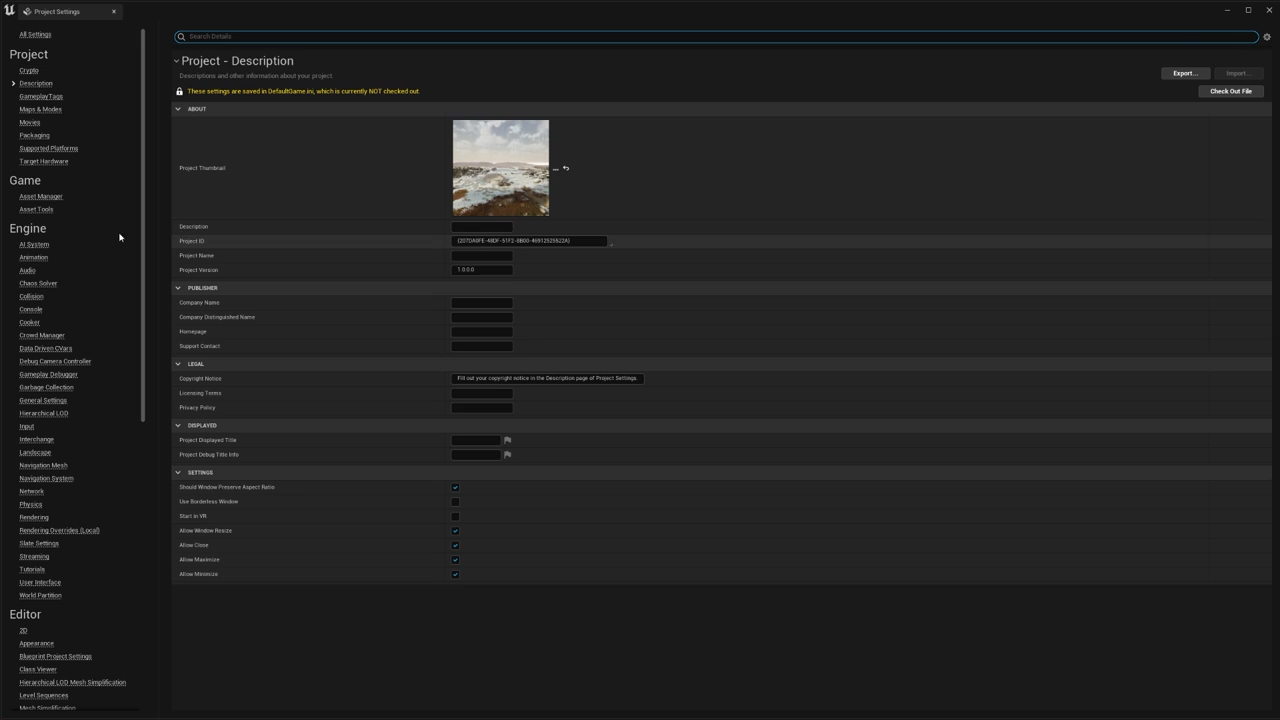 Project Settings
All Settings
Project
Crypto
Description
GameplayTags
Maps & Modes
Movies
Packaging
Supported Platforms
Target Hardware
Game
Asset Manager
Asset Tools
Engine
AI System
Animation
Audio
Chaos Solver
Collision
Console
Cooker
Crowd Manager
Data Driven CVars
Debug Camera Controller
Gameplay Debugger
Garbage Collection
General Settings
Hierarchical LOD
Input
Interchange
Landscape
Navigation Mesh
Navigation System
Network
Physics
Rendering
Rendering Overrides (Local)
Slate Settings
Streaming
Tutorials
User Interface
World Partition
Editor
2D
Appearance
Blueprint Project Settings
Class Viewer
Hierarchical LOD Mesh Simplification
Level Sequences
Mesh Simplification
Search Details
Project - Description
Descriptions and other information about your project.
Export...
Import...
These settings are saved in DefaultGame.ini, which is currently NOT checked out.
Check Out File
ABOUT
Project Thumbnail
Description
Project ID
Project Name
Project Version 1.0.0.0
PUBLISHER
Company Name
Company Distinguished Name
Homepage
Support Contact
LEGAL
Copyright Notice Fill out your copyright notice in the Description page of Project Settings.
Licensing Terms
Privacy Policy
DISPLAYED
Project Displayed Title
Project Debug Title Info
SETTINGS
Should Window Preserve Aspect Ratio
Use Borderless Window
Start in VR
Allow Window Resize
Allow Close
Allow Maximize
Allow Minimize